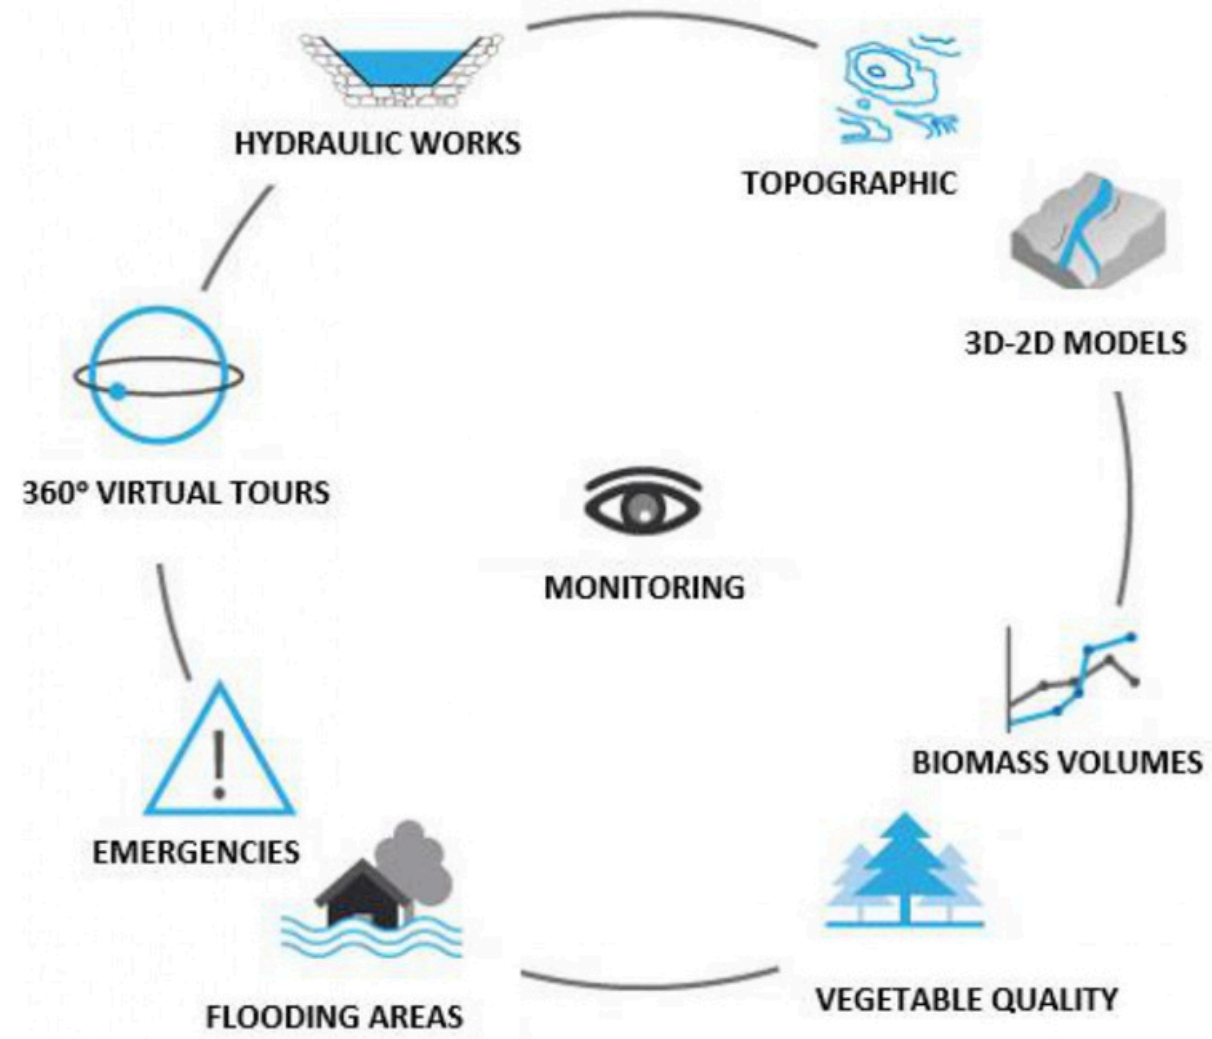 HYDRAULIC WORKS
TOPOGRAPHIC
3D-2D MODELS
360° VIRTUAL TOURS
MONITORING
BIOMASS VOLUMES
EMERGENCIES
VEGETABLE QUALITY
FLOODING AREAS